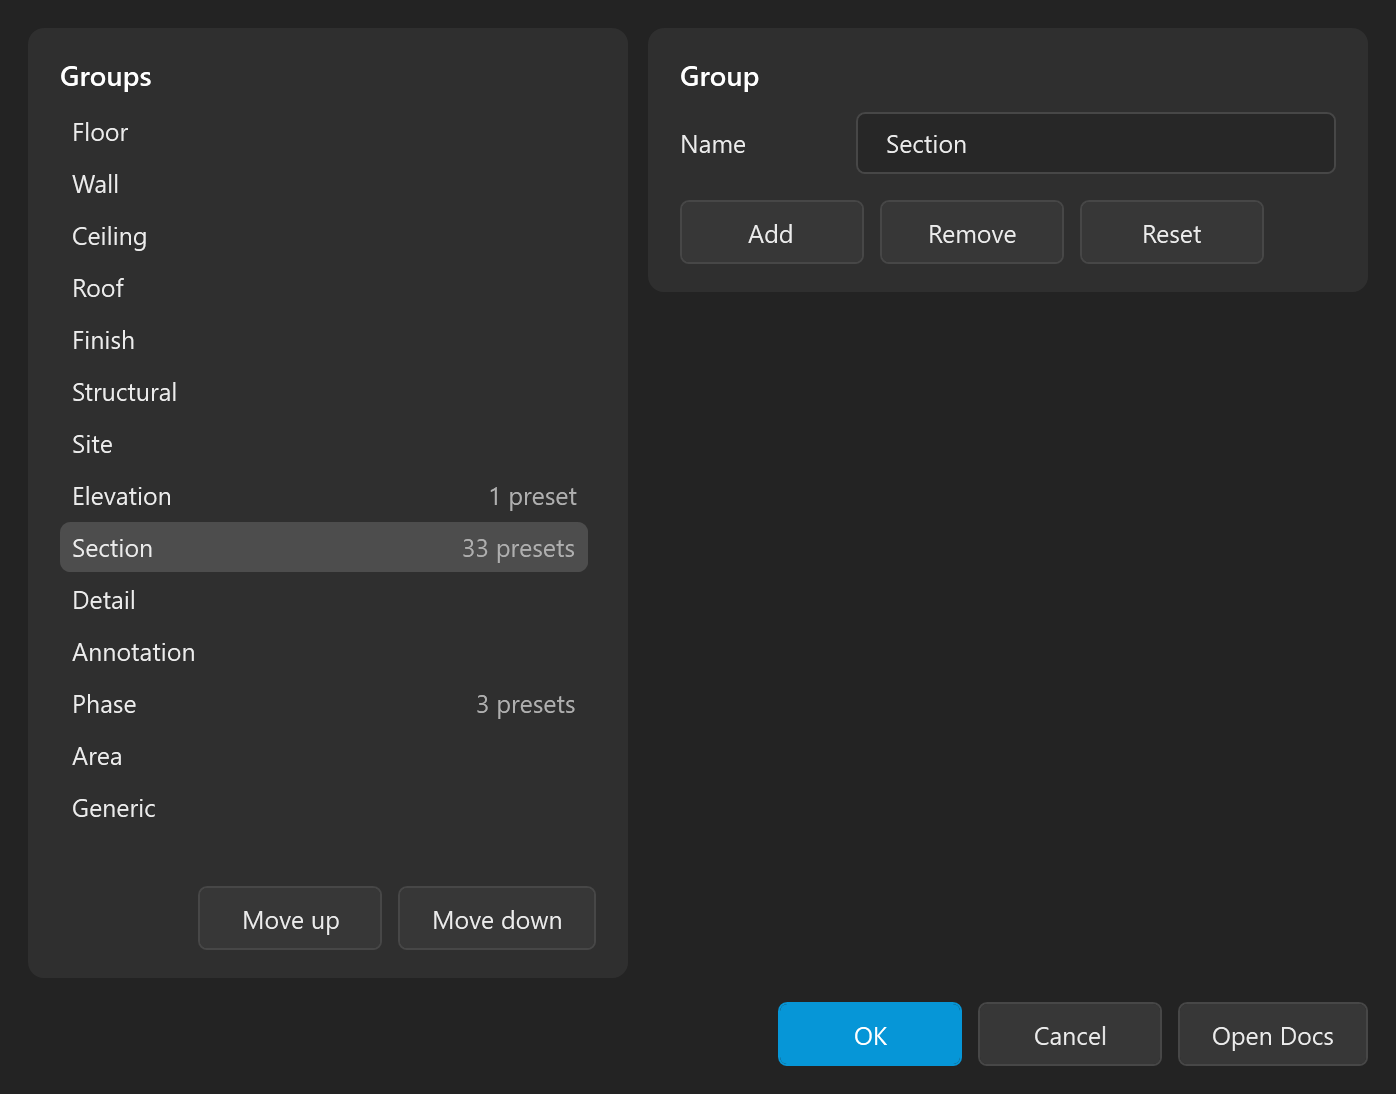 Groups
Floor
Wall
Ceiling
Roof
Finish
Structural
Site
Elevation 1 preset
Section 33 presets
Detail
Annotation
Phase 3 presets
Area
Generic
Move up Move down
Group
Name Section
Add Remove Reset
OK Cancel Open Docs